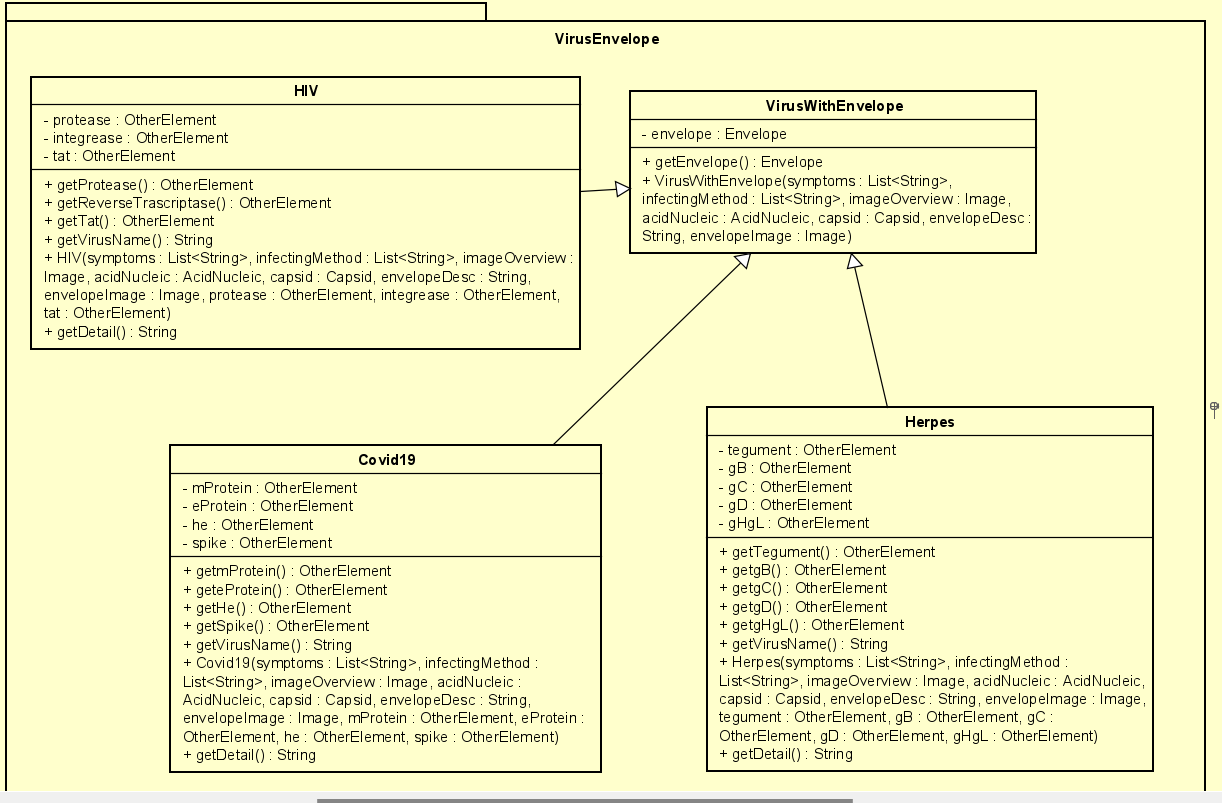 VirusEnvelope
HIV
- protease : OtherElement
- integrease : OtherElement
- tat : OtherElement
+ getProtease() : OtherElement
+ getReverseTrascriptase() : OtherElement
+ getTat() : OtherElement
+ getVirusName() : String
+ HIV(symptoms : List<String>, infectingMethod : List<String>, imageOverview :
Image, acidNucleic : AcidNucleic, capsid : Capsid, envelopeDesc : String,
envelopeImage : Image, protease : OtherElement, integrease : OtherElement,
tat : OtherElement)
+ getDetail() : String
VirusWithEnvelope
- envelope : Envelope
+ getEnvelope() : Envelope
+ VirusWithEnvelope(symptoms : List<String>,
infectingMethod : List<String>, imageOverview : Image,
acidNucleic : AcidNucleic, capsid : Capsid, envelopeDesc :
String, envelopeImage : Image)
Covid19
- mProtein : OtherElement
- eProtein : OtherElement
- he : OtherElement
- spike : OtherElement
+ getmProtein() : OtherElement
+ geteProtein() : OtherElement
+ getHe() : OtherElement
+ getSpike() : OtherElement
+ getVirusName() : String
+ Covid19(symptoms : List<String>, infectingMethod :
List<String>, imageOverview : Image, acidNucleic :
AcidNucleic, capsid : Capsid, envelopeDesc : String,
envelopeImage : Image, mProtein : OtherElement, eProtein :
OtherElement, he : OtherElement, spike : OtherElement)
+ getDetail() : String
Herpes
- tegument : OtherElement
- gB : OtherElement
- gC : OtherElement
- gD : OtherElement
- gHgL : OtherElement
+ getTegument() : OtherElement
+ getgB() : OtherElement
+ getgC() : OtherElement
+ getgD() : OtherElement
+ getgHgL() : OtherElement
+ getVirusName() : String
+ Herpes(symptoms : List<String>, infectingMethod :
List<String>, imageOverview : Image, acidNucleic : AcidNucleic,
capsid : Capsid, envelopeDesc : String, envelopeImage : Image,
tegument : OtherElement, gB : OtherElement, gC :
OtherElement, gD : OtherElement, gHgL : OtherElement)
+ getDetail() : String